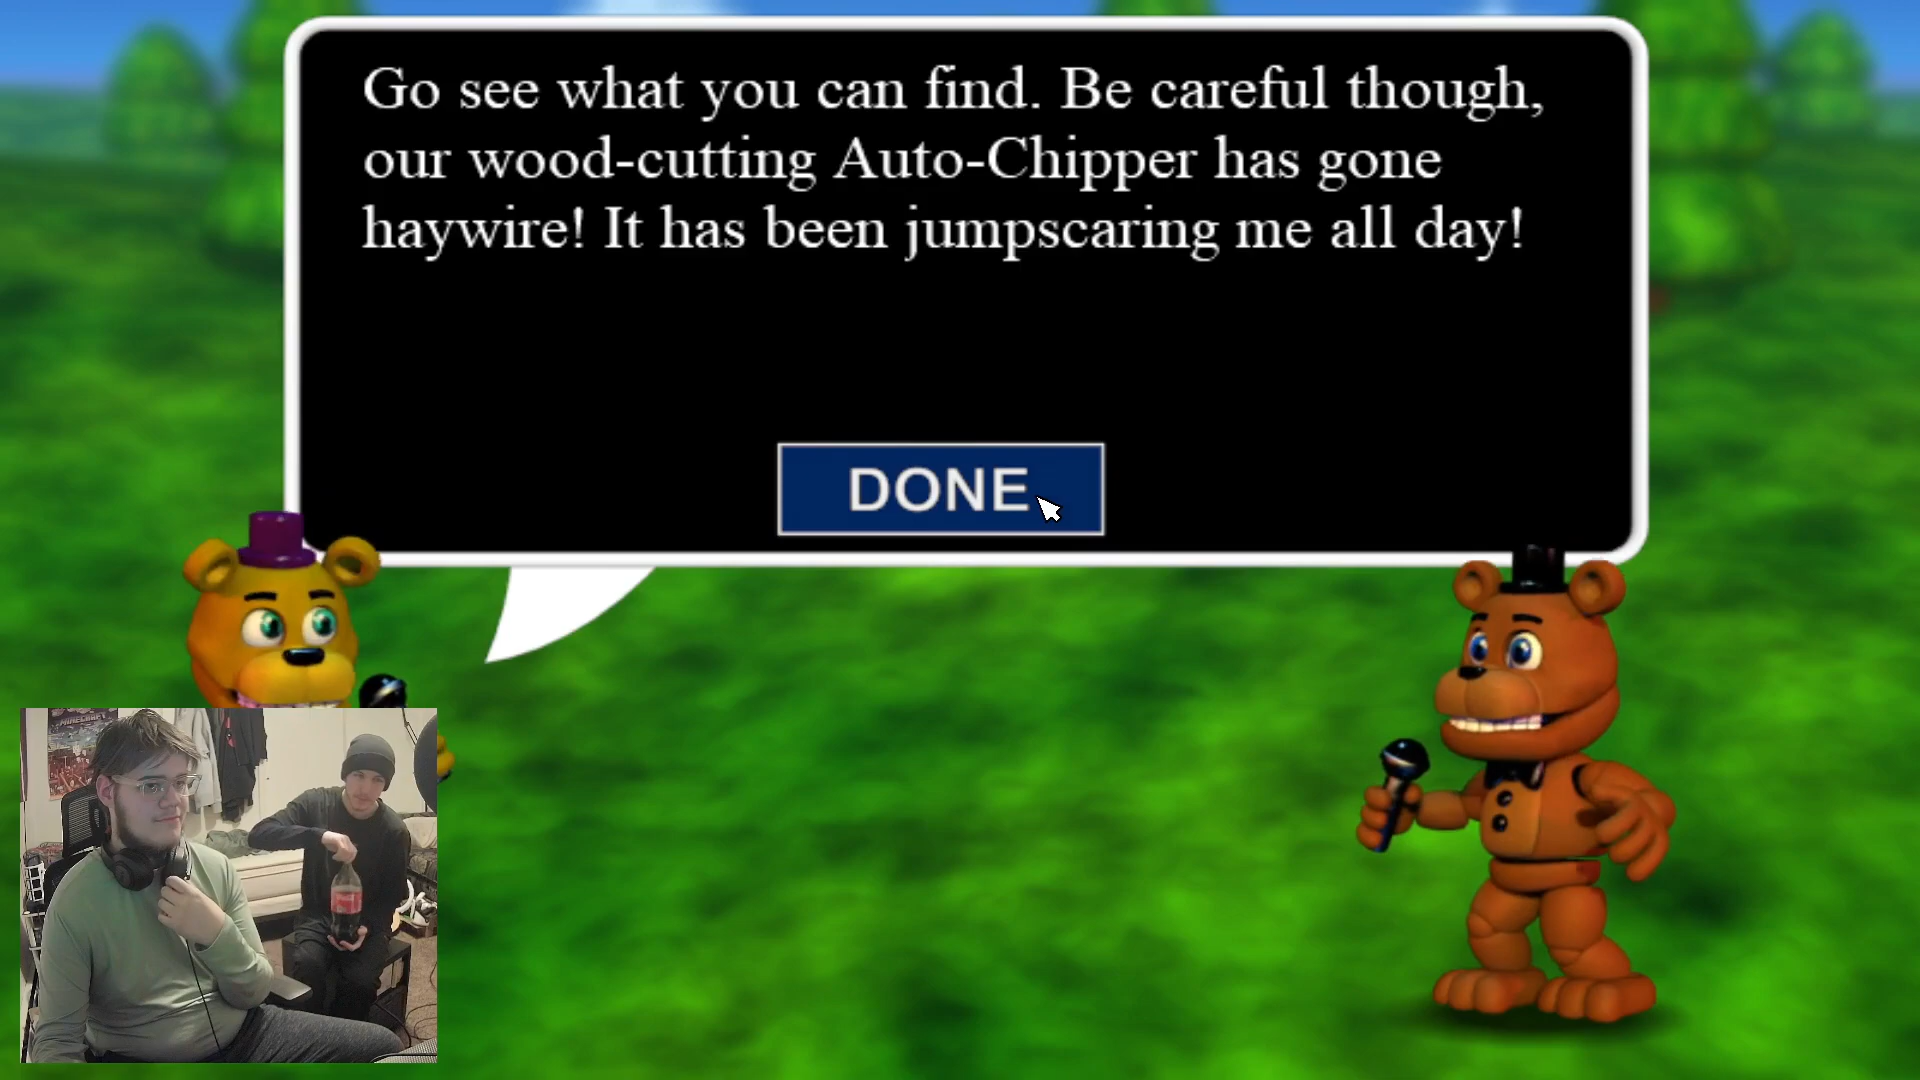 Go see what you can find. Be careful though,
our wood-cutting Auto-Chipper has gone
haywire! It has been jumpscaring me all day!
DONE
MINECRAFT